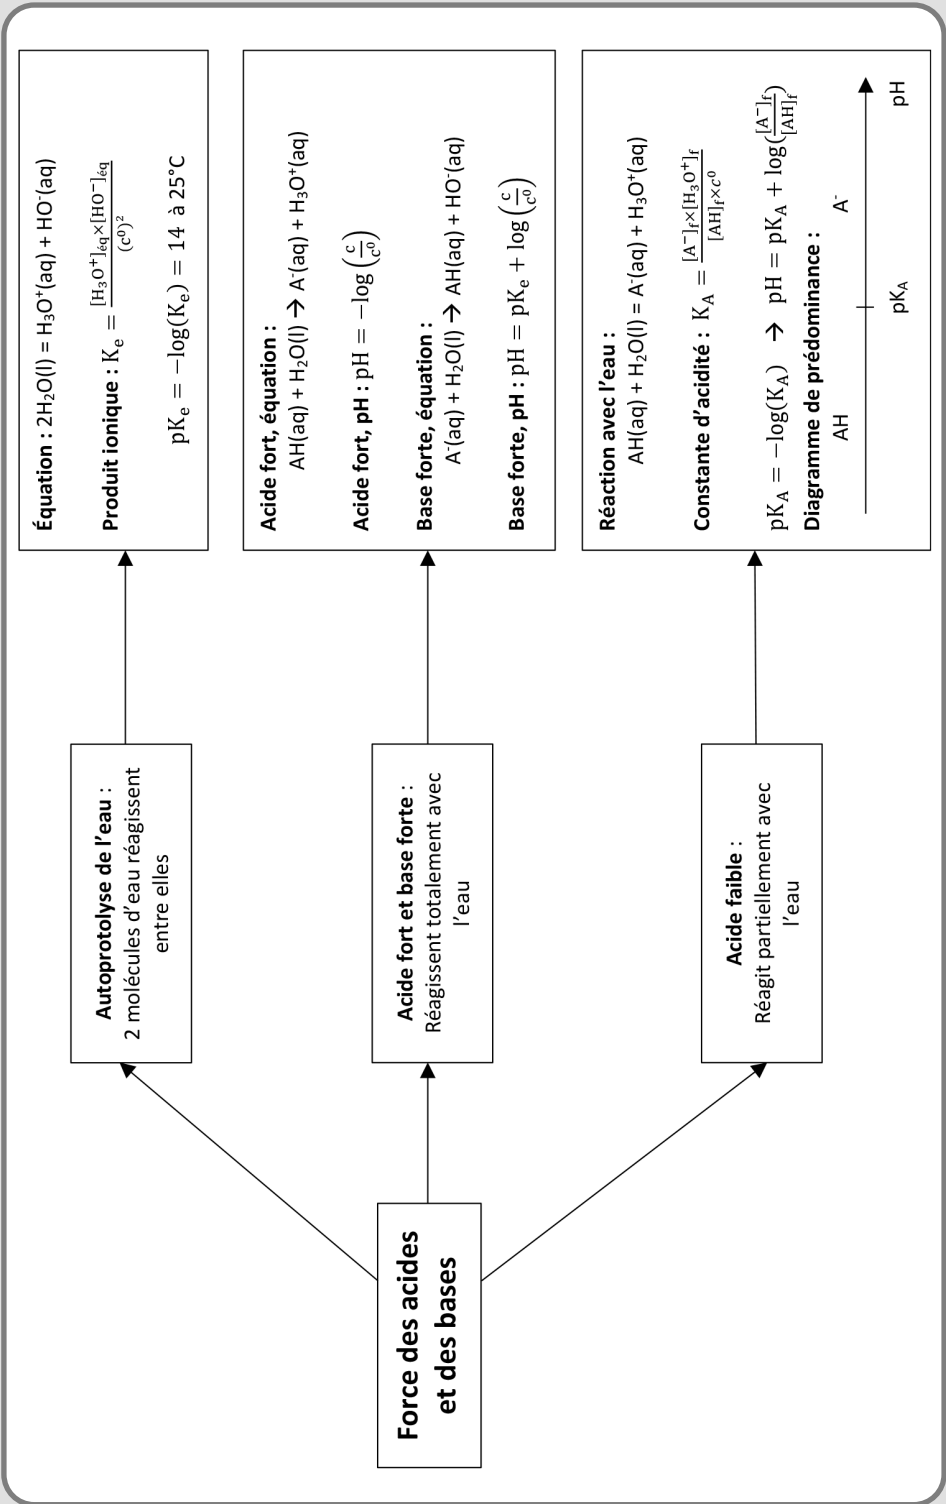 Force des acides
et des bases
Autoprotolyse de l'eau :
2 molécules d'eau réagissent
entre elles
Équation : 2H₂O(l) = H₃O⁺(aq) + HO⁻(aq)
Produit ionique : Kₑ = [H₃O⁺]éq×[HO⁻]éq / (c⁰)²
pKₑ = −log(Kₑ) = 14 à 25°C
Acide fort et base forte :
Réagissent totalement avec
l'eau
Acide fort, équation :
AH(aq) + H₂O(l) → A⁻(aq) + H₃O⁺(aq)
Acide fort, pH : pH = −log (c/c⁰)
Base forte, équation :
A⁻(aq) + H₂O(l) → AH(aq) + HO⁻(aq)
Base forte, pH : pH = pKₑ + log (c/c⁰)
Acide faible :
Réagit partiellement avec
l'eau
Réaction avec l'eau :
AH(aq) + H₂O(l) = A⁻(aq) + H₃O⁺(aq)
Constante d'acidité : K_A = [A⁻]f×[H₃O⁺]f / [AH]f×c⁰
pK_A = −log(K_A) → pH = pK_A + log([A⁻]f/[AH]f)
Diagramme de prédominance :
AH A⁻
pK_A pH